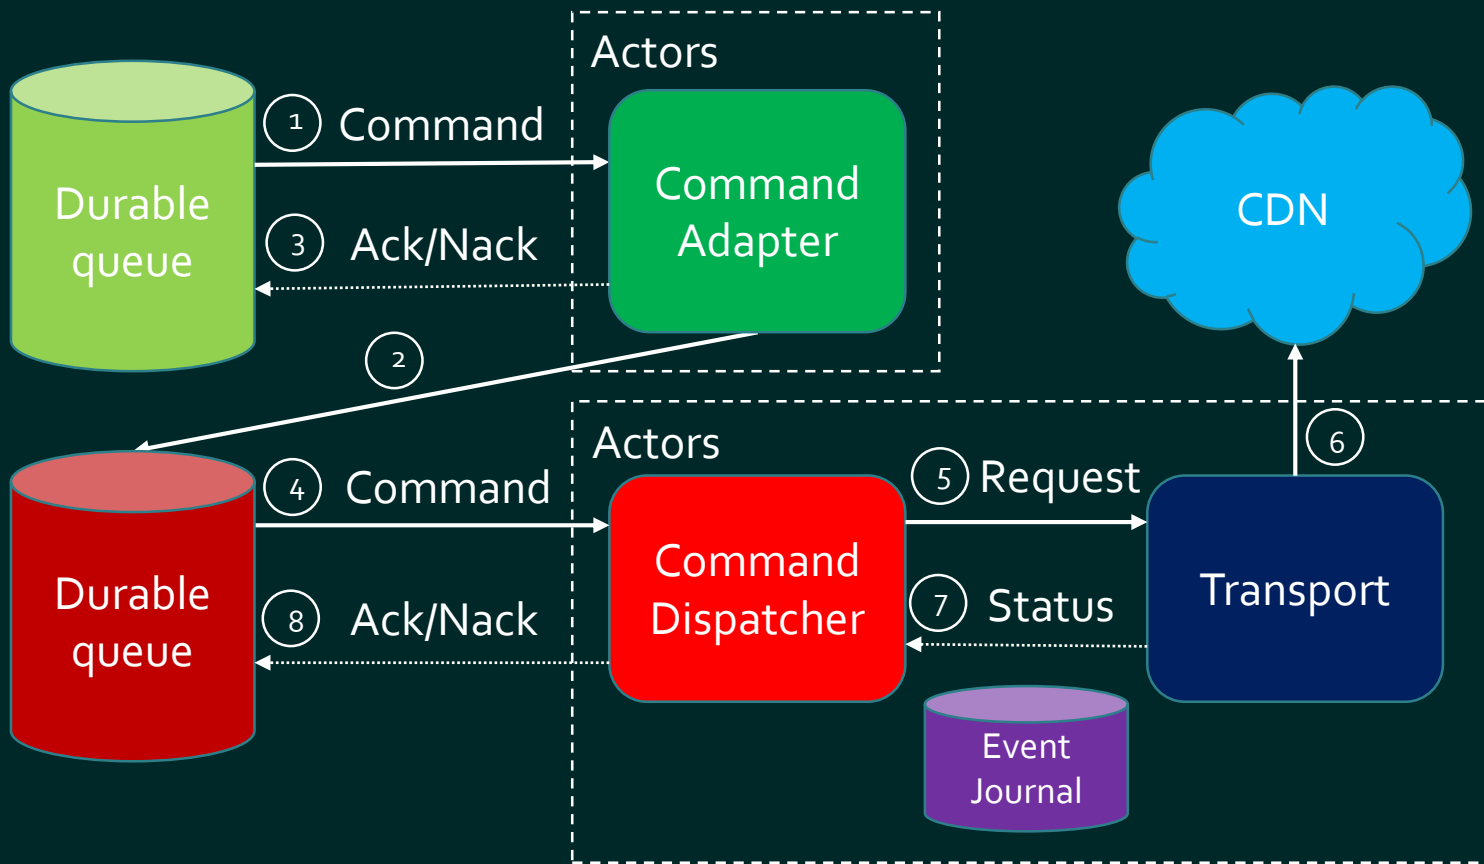 Actors
1 Command
Durable
queue
Command
Adapter
CDN
3 Ack/Nack
2
Actors
6
4 Command
5 Request
Durable
queue
Command
Dispatcher
Transport
8 Ack/Nack
7 Status
Event
Journal